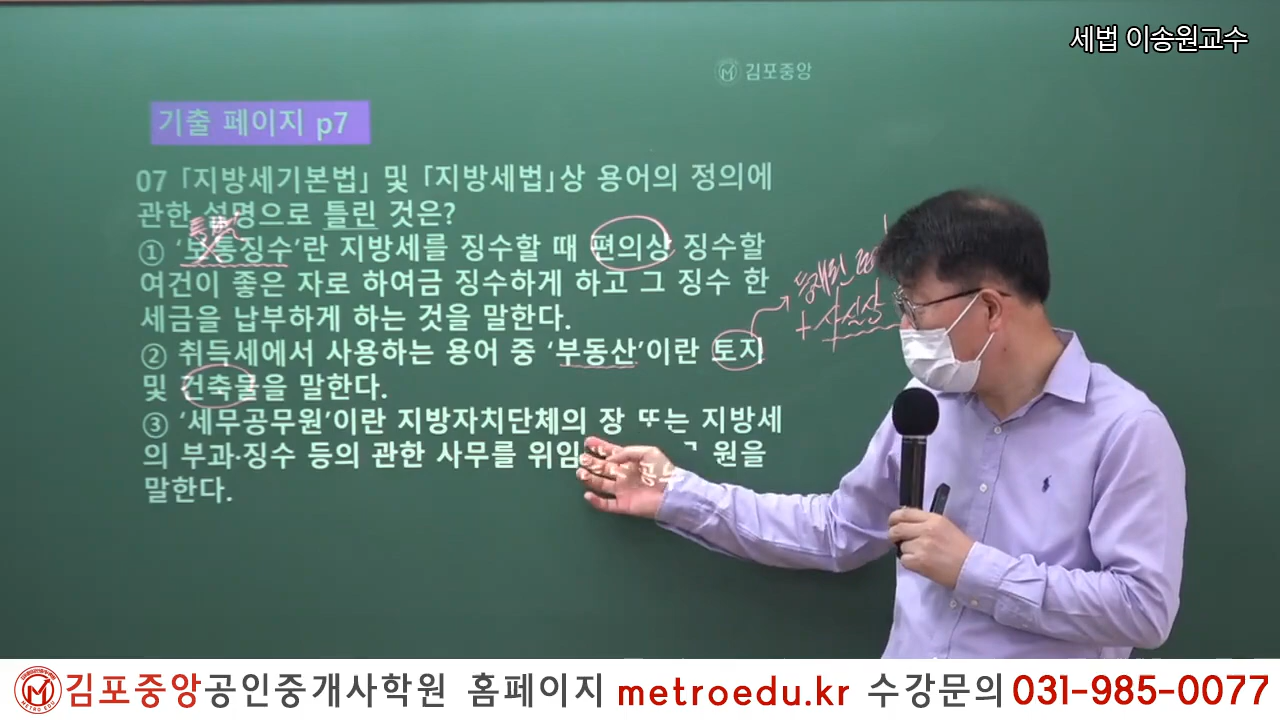 세법 이송원교수
김포중앙
기출 페이지 p7
07 「지방세기본법」 및 「지방세법」상 용어의 정의에
관한 설명으로 틀린 것은?
① ‘보통징수’란 지방세를 징수할 때 편의상 징수할
여건이 좋은 자로 하여금 징수하게 하고 그 징수 한
세금을 납부하게 하는 것을 말한다.
② 취득세에서 사용하는 용어 중 ‘부동산’이란 토지
및 건축물을 말한다.
+ 사실상
③ ‘세무공무원’이란 지방자치단체의 장 또는 지방세
의 부과·징수 등의 관한 사무를 위임 원을
말한다.
김포중앙공인중개사학원 홈페이지 metroedu.kr 수강문의 031-985-0077